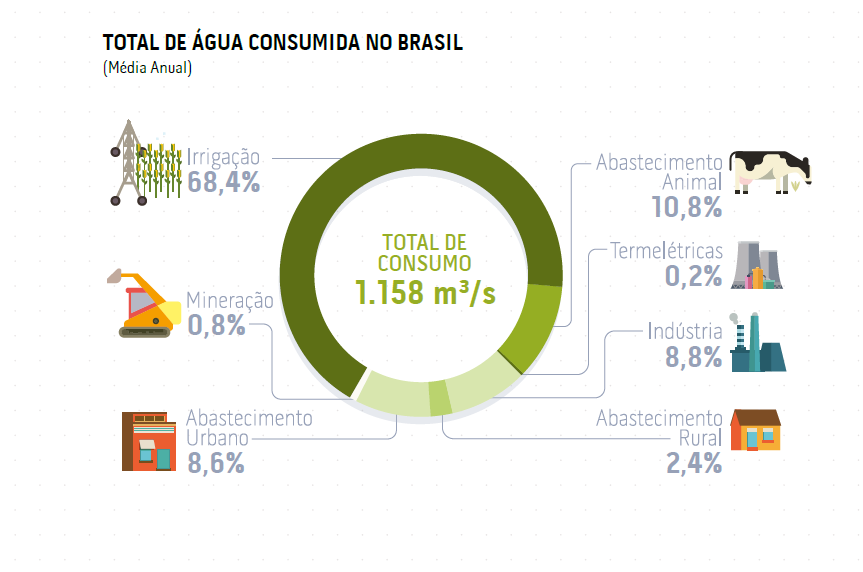 TOTAL DE ÁGUA CONSUMIDA NO BRASIL
(Média Anual)
Irrigação
68,4%
Mineração
0,8%
Abastecimento
Urbano
8,6%
TOTAL DE
CONSUMO
1.158 m³/s
Abastecimento
Animal
10,8%
Termelétricas
0,2%
Indústria
8,8%
Abastecimento
Rural
2,4%